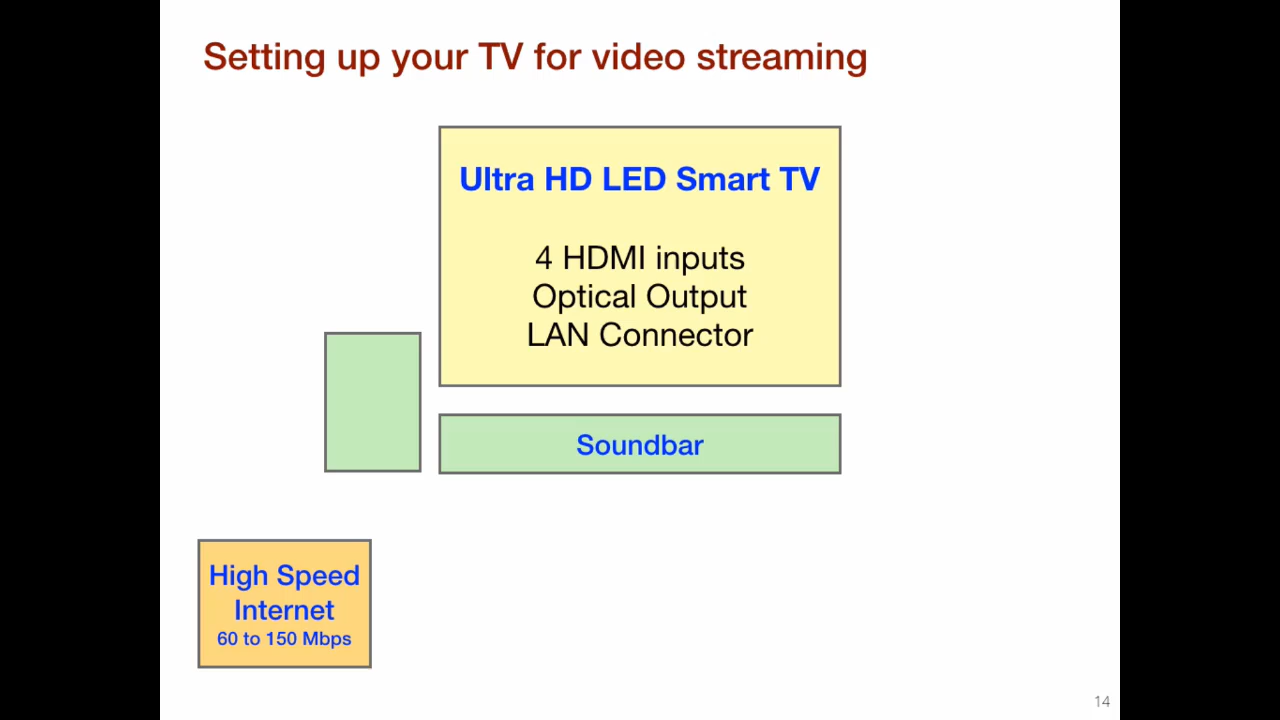 Setting up your TV for video streaming
Ultra HD LED Smart TV
4 HDMI inputs
Optical Output
LAN Connector
Soundbar
High Speed
Internet
60 to 150 Mbps
14